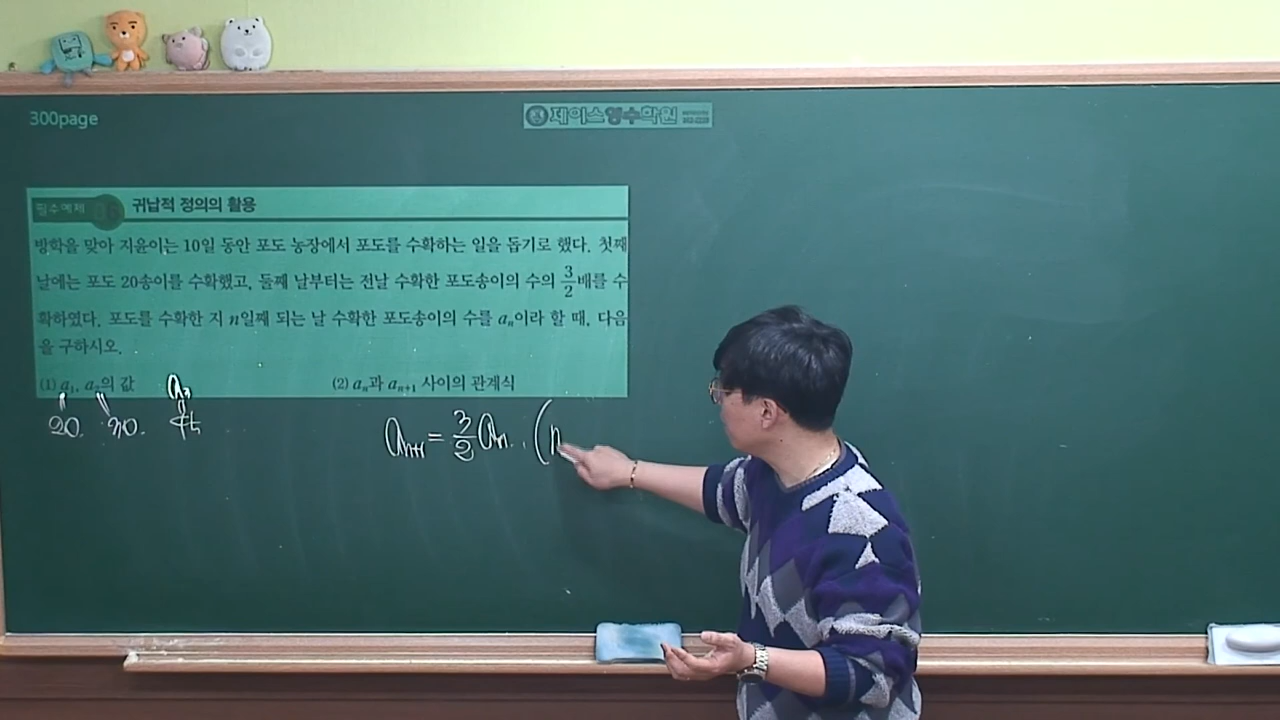 300page
제이스영수학원
필수예제 06 귀납적 정의의 활용
방학을 맞아 지윤이는 10일 동안 포도 농장에서 포도를 수확하는 일을 돕기로 했다. 첫째
날에는 포도 20송이를 수확했고, 둘째 날부터는 전날 수확한 포도송이의 수의 3/2배를 수
확하였다. 포도를 수확한 지 n일째 되는 날 수확한 포도송이의 수를 aₙ이라 할 때, 다음
을 구하시오.
(1) a₁, a₂의 값 (2) aₙ과 aₙ₊₁ 사이의 관계식
a₃
20. 30. 45
aₙ₊₁ = 3/2 aₙ. (n